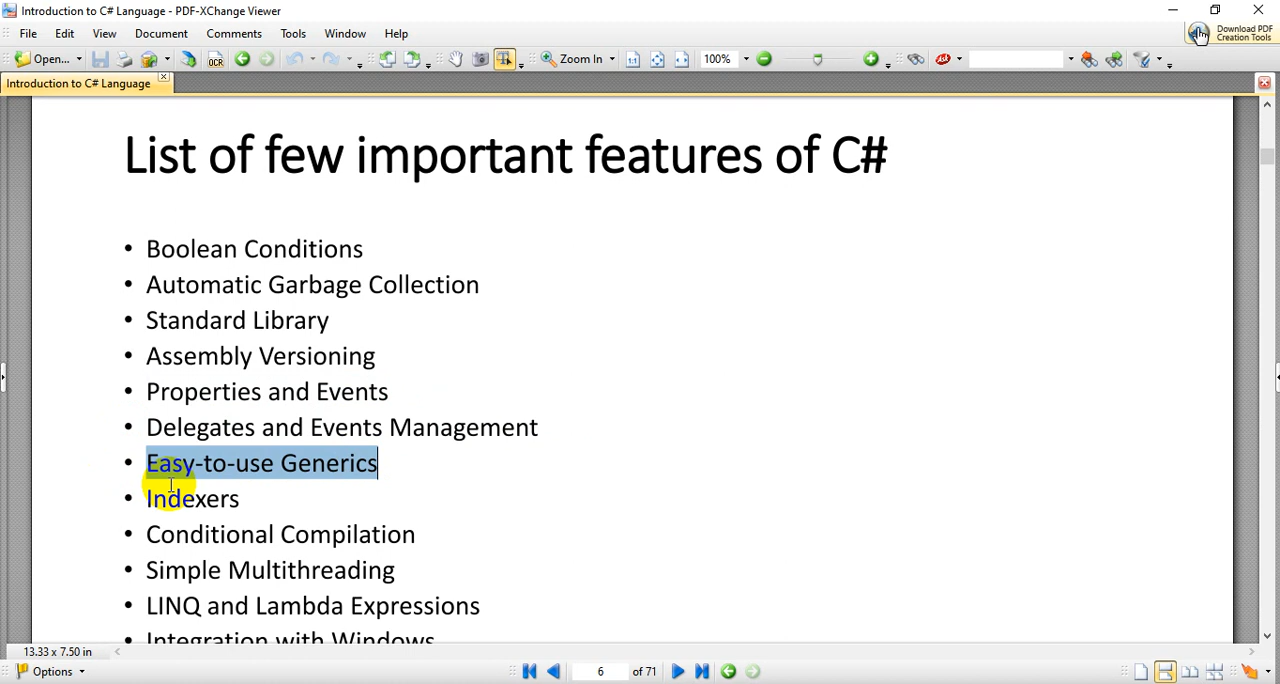 Introduction to C# Language - PDF-XChange Viewer
File Edit View Document Comments Tools Window Help
Download PDF
Creation Tools
Open... OCR Zoom In 100%
Introduction to C# Language
List of few important features of C#
• Boolean Conditions
• Automatic Garbage Collection
• Standard Library
• Assembly Versioning
• Properties and Events
• Delegates and Events Management
• Easy-to-use Generics
• Indexers
• Conditional Compilation
• Simple Multithreading
• LINQ and Lambda Expressions
• Integration with Windows
13.33 x 7.50 in
Options 6 of 71